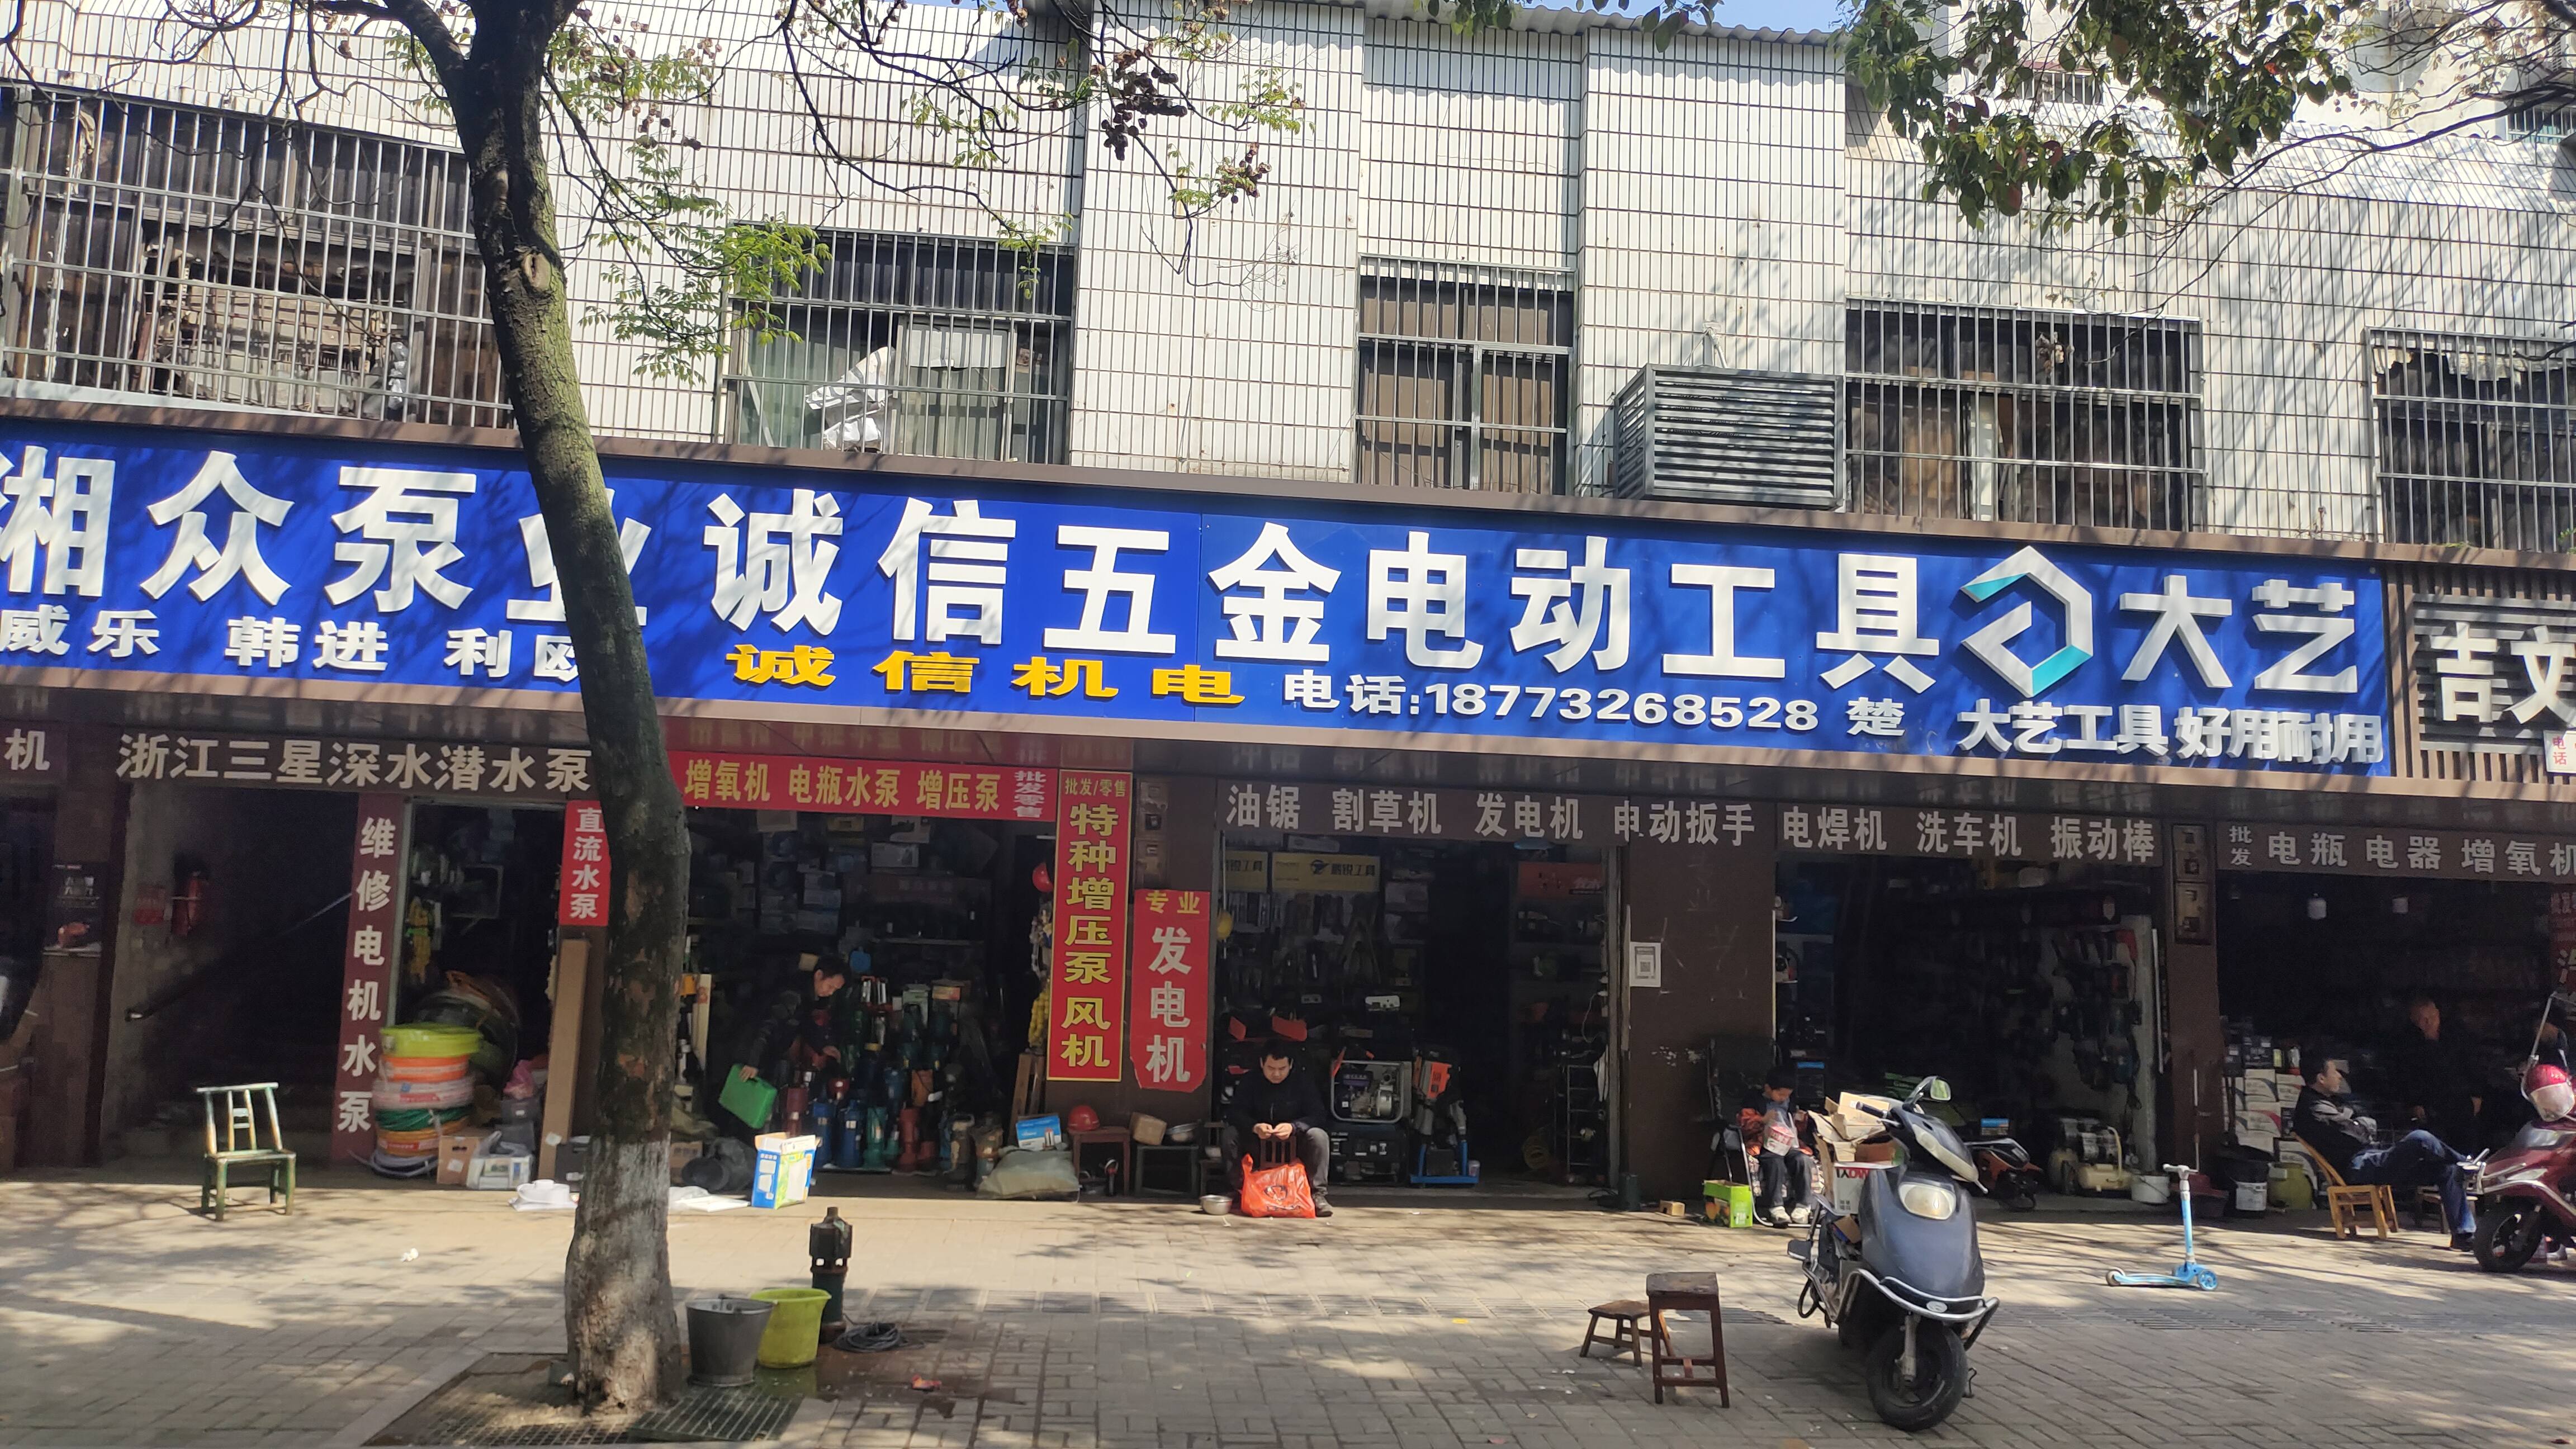 湘众泵业
诚信五金电动工具
大艺
威乐 韩进 利欧
诚信机电
电话:18773268528 楚
大艺工具 好用耐用
吉文
电话
机
浙江三星深水潜水泵
增氧机 电瓶水泵 增压泵
批发零售
批发/零售
特种增压泵风机
专业
发电机
直流水泵
维修电机水泵
油锯 割草机 发电机 电动扳手 电焊机 洗车机 振动棒
批发
电瓶 电器 增氧机